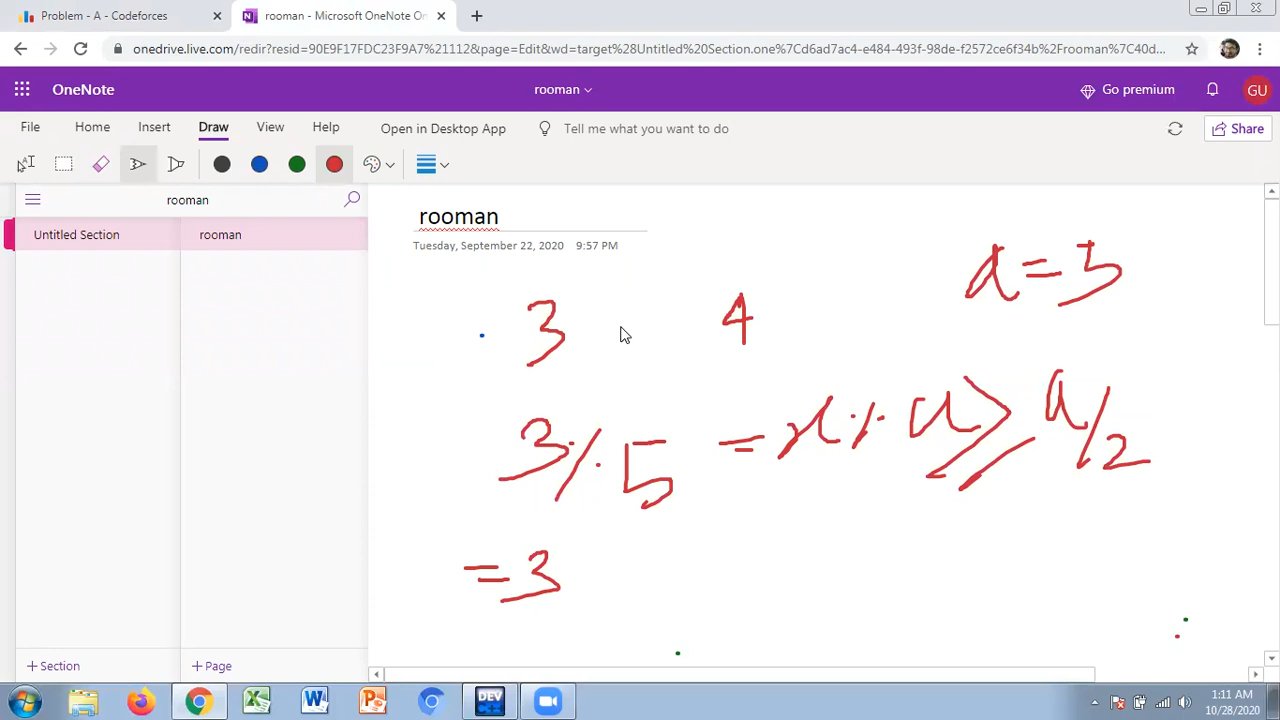 Problem - A - Codeforces
rooman - Microsoft OneNote On
onedrive.live.com/redir?resid=90E9F17FDC23F9A7%21112&page=Edit&wd=target%28Untitled%20Section.one%7Cd6ad7ac4-e484-493f-98de-f2572ce6f34b%2Frooman%7C40d...
OneNote
rooman
Go premium
GU
File Home Insert Draw View Help Open in Desktop App Tell me what you want to do
Share
rooman
Untitled Section
rooman
rooman
Tuesday, September 22, 2020 9:57 PM
a=5
3 4
3 % 5 = x % a ≥ a/2
= 3
+ Section
+ Page
DEV
1:11 AM
10/28/2020